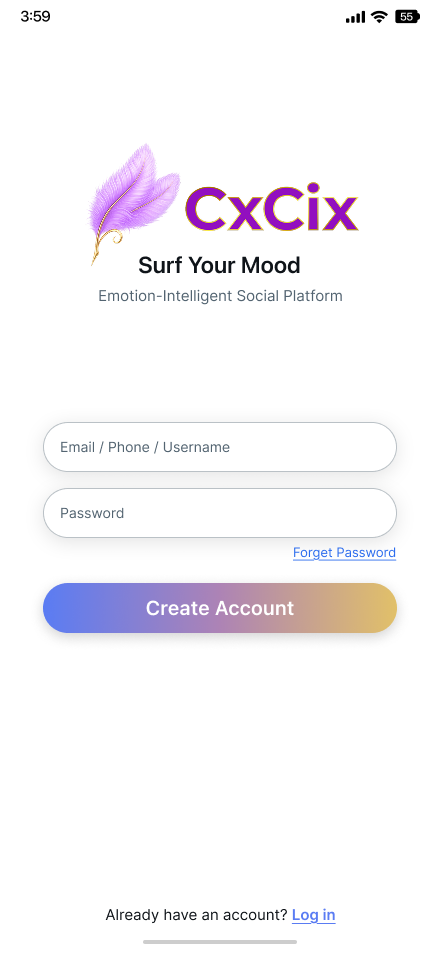 3:59
55
CxCix
Surf Your Mood
Emotion-Intelligent Social Platform
Email / Phone / Username
Password
Forget Password
Create Account
Already have an account? Log in